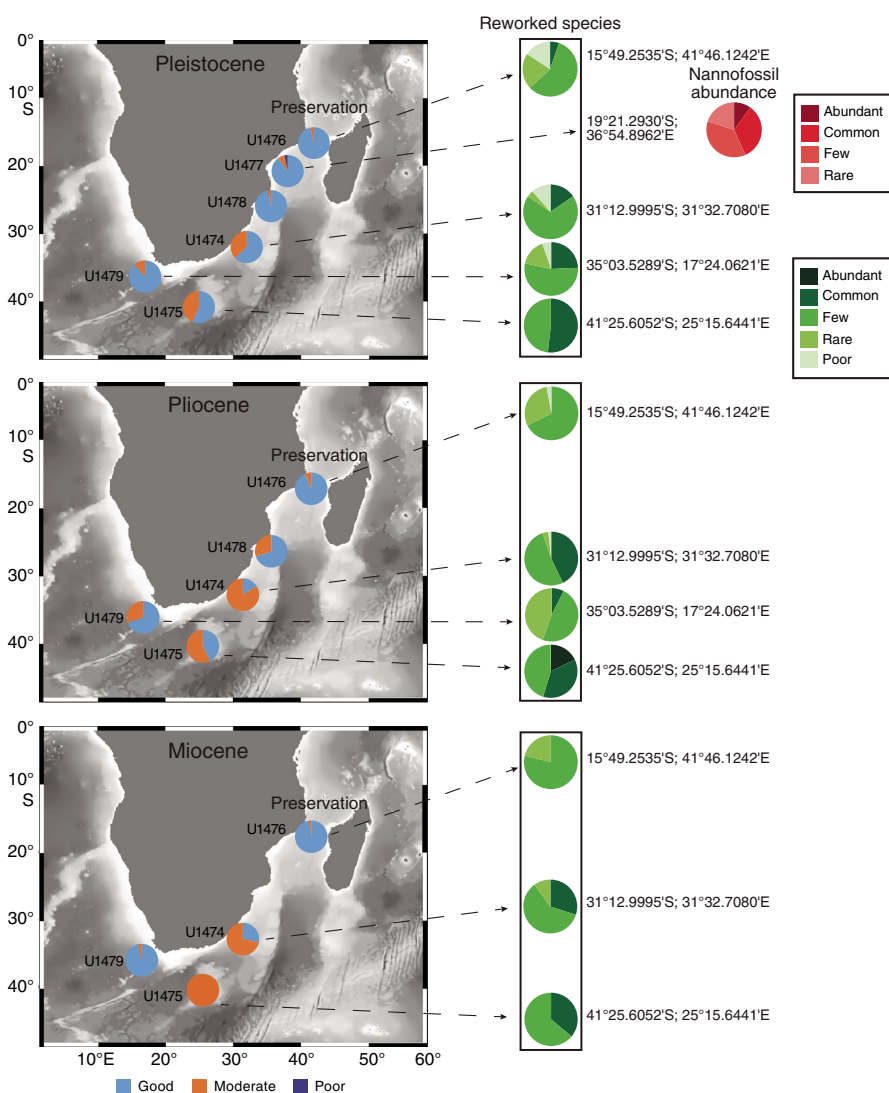 Reworked species
0°
10°
S
20°
30°
40°
Pleistocene
Preservation
U1476
U1477
U1478
U1474
U1479
U1475
15°49.2535'S; 41°46.1242'E
19°21.2930'S;
36°54.8962'E
31°12.9995'S; 31°32.7080'E
35°03.5289'S; 17°24.0621'E
41°25.6052'S; 25°15.6441'E
Nannofossil
abundance
Abundant
Common
Few
Rare
Abundant
Common
Few
Rare
Poor
0°
10°
S
20°
30°
40°
Pliocene
Preservation
U1476
U1478
U1474
U1479
U1475
15°49.2535'S; 41°46.1242'E
31°12.9995'S; 31°32.7080'E
35°03.5289'S; 17°24.0621'E
41°25.6052'S; 25°15.6441'E
0°
10°
S
20°
30°
40°
Miocene
Preservation
U1476
U1474
U1479
U1475
15°49.2535'S; 41°46.1242'E
31°12.9995'S; 31°32.7080'E
41°25.6052'S; 25°15.6441'E
10°E 20° 30° 40° 50° 60°
Good Moderate Poor